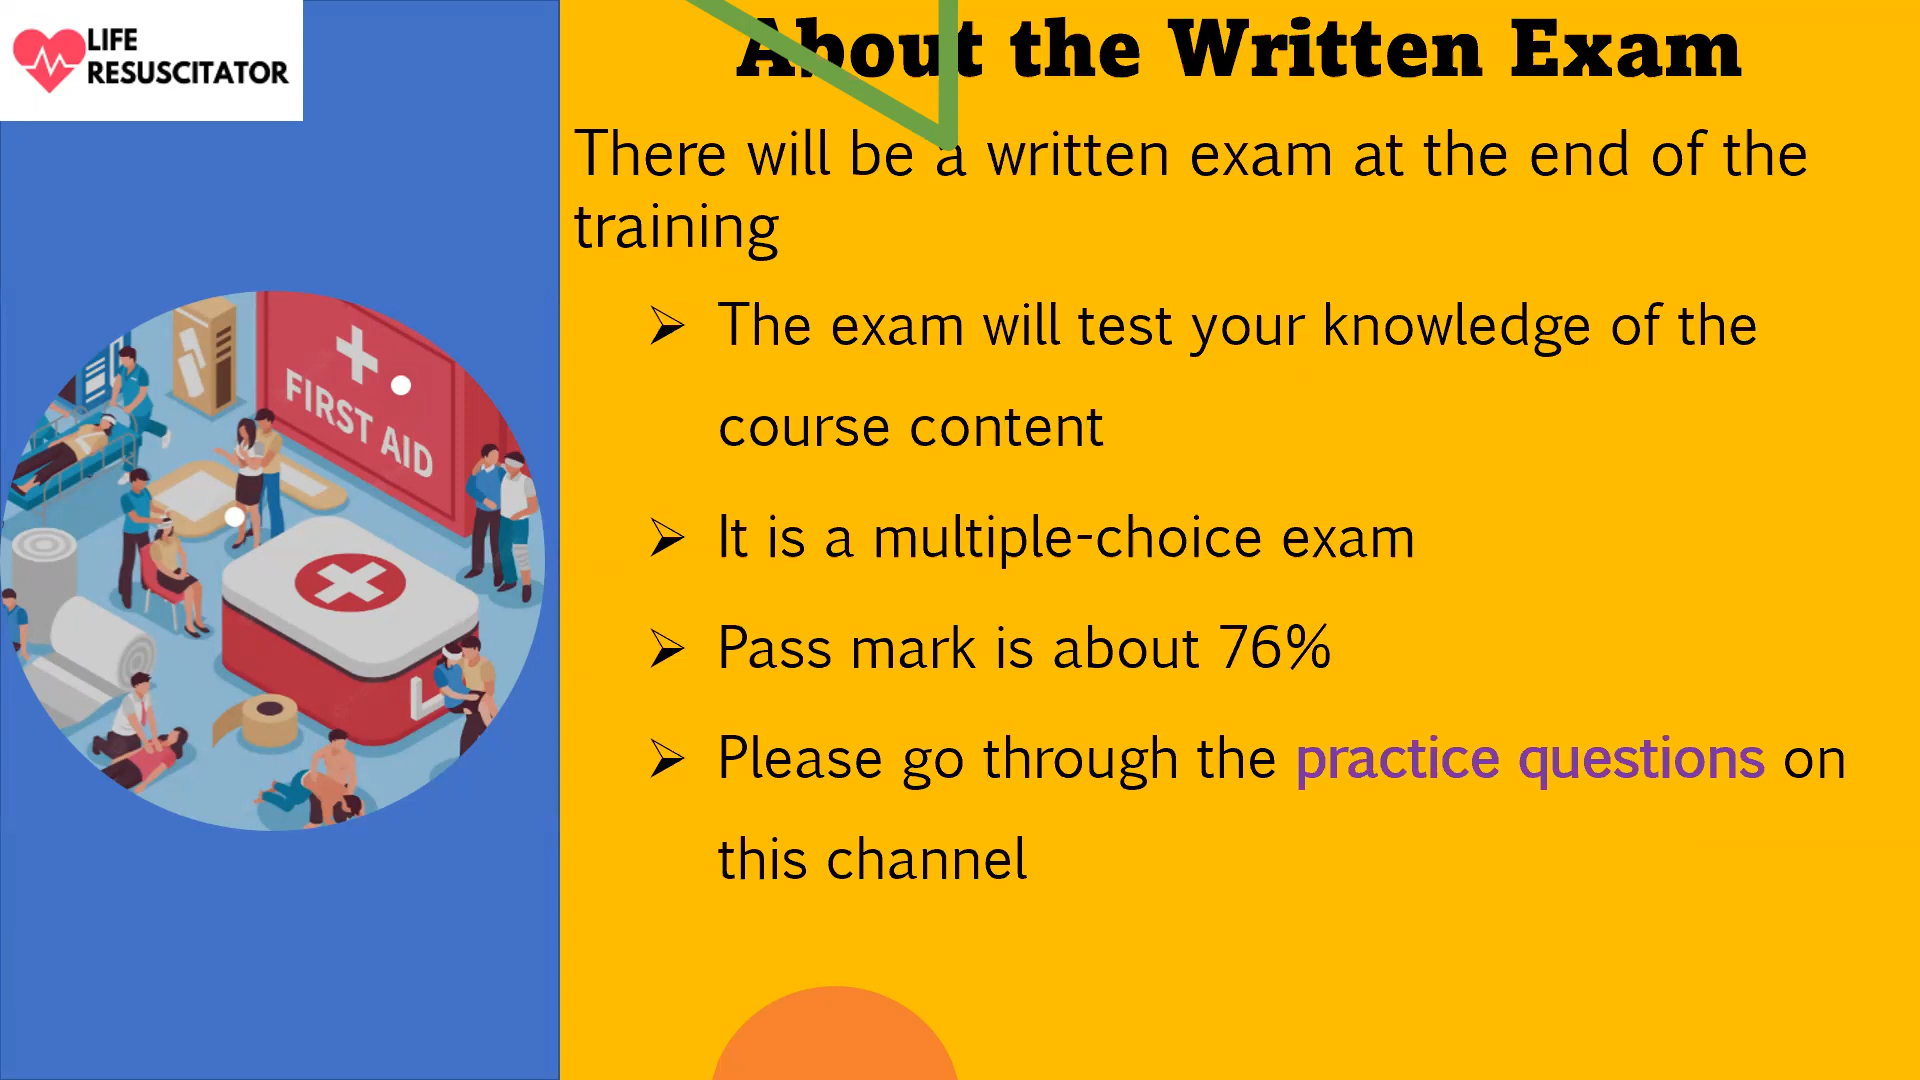 LIFE
RESUSCITATOR
About the Written Exam
There will be a written exam at the end of the
training
➢ The exam will test your knowledge of the
course content
➢ It is a multiple-choice exam
➢ Pass mark is about 76%
➢ Please go through the practice questions on
this channel
FIRST AID